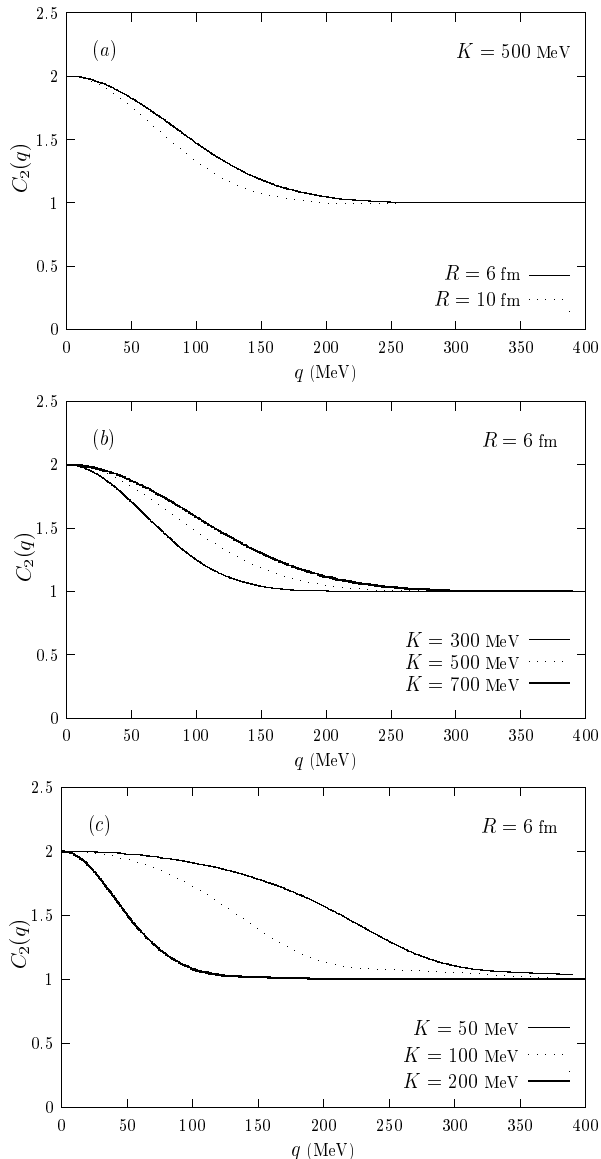 2.5
(a)
K = 500 MeV
2
1.5
C₂(q)
1
0.5
R = 6 fm
R = 10 fm
0
0 50 100 150 200 250 300 350 400
q (MeV)
2.5
(b)
R = 6 fm
2
1.5
C₂(q)
1
0.5
K = 300 MeV
K = 500 MeV
K = 700 MeV
0
0 50 100 150 200 250 300 350 400
q (MeV)
2.5
(c)
R = 6 fm
2
1.5
C₂(q)
1
0.5
K = 50 MeV
K = 100 MeV
K = 200 MeV
0
0 50 100 150 200 250 300 350 400
q (MeV)